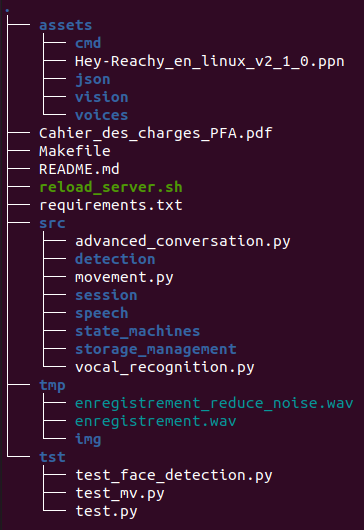 .
├── assets
│   ├── cmd
│   ├── Hey-Reachy_en_linux_v2_1_0.ppn
│   ├── json
│   ├── vision
│   └── voices
├── Cahier_des_charges_PFA.pdf
├── Makefile
├── README.md
├── reload_server.sh
├── requirements.txt
├── src
│   ├── advanced_conversation.py
│   ├── detection
│   ├── movement.py
│   ├── session
│   ├── speech
│   ├── state_machines
│   ├── storage_management
│   └── vocal_recognition.py
├── tmp
│   ├── enregistrement_reduce_noise.wav
│   ├── enregistrement.wav
│   └── img
└── tst
    ├── test_face_detection.py
    ├── test_mv.py
    └── test.py